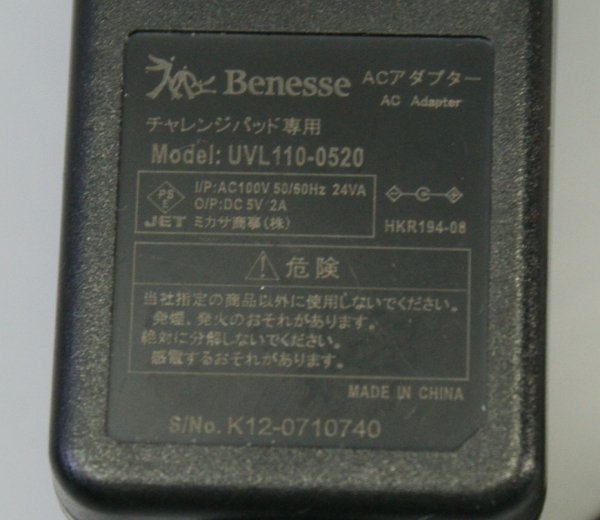 Benesse ACアダプター
AC Adapter
チャレンジパッド専用
Model: UVL110-0520
PS
E
JET
I/P:AC100V 50/60Hz 24VA
O/P:DC 5V/2A
ミカサ商事(株)
HKR194-08
危険
当社指定の商品以外に使用しないでください。
発煙、発火のおそれがあります。
絶対に分解しないでください。
感電するおそれがあります。
MADE IN CHINA
S/No. K12-0710740